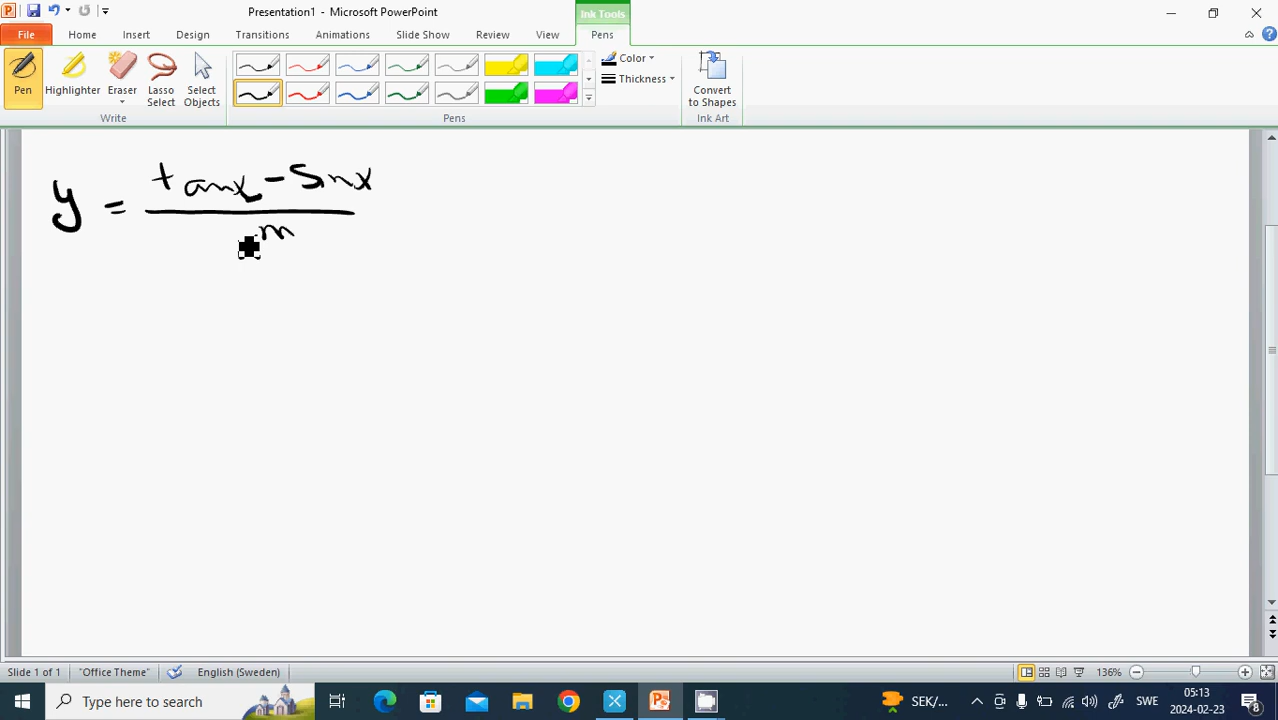 Presentation1 - Microsoft PowerPoint
Ink Tools
File Home Insert Design Transitions Animations Slide Show Review View Pens
Pen Highlighter Eraser Lasso Select Select Objects
Color
Thickness
Convert to Shapes
Write Pens Ink Art
y = tanx - Sinx
m
Slide 1 of 1 "Office Theme" English (Sweden) 136%
Type here to search
SEK/... SWE 05:13 2024-02-23 8